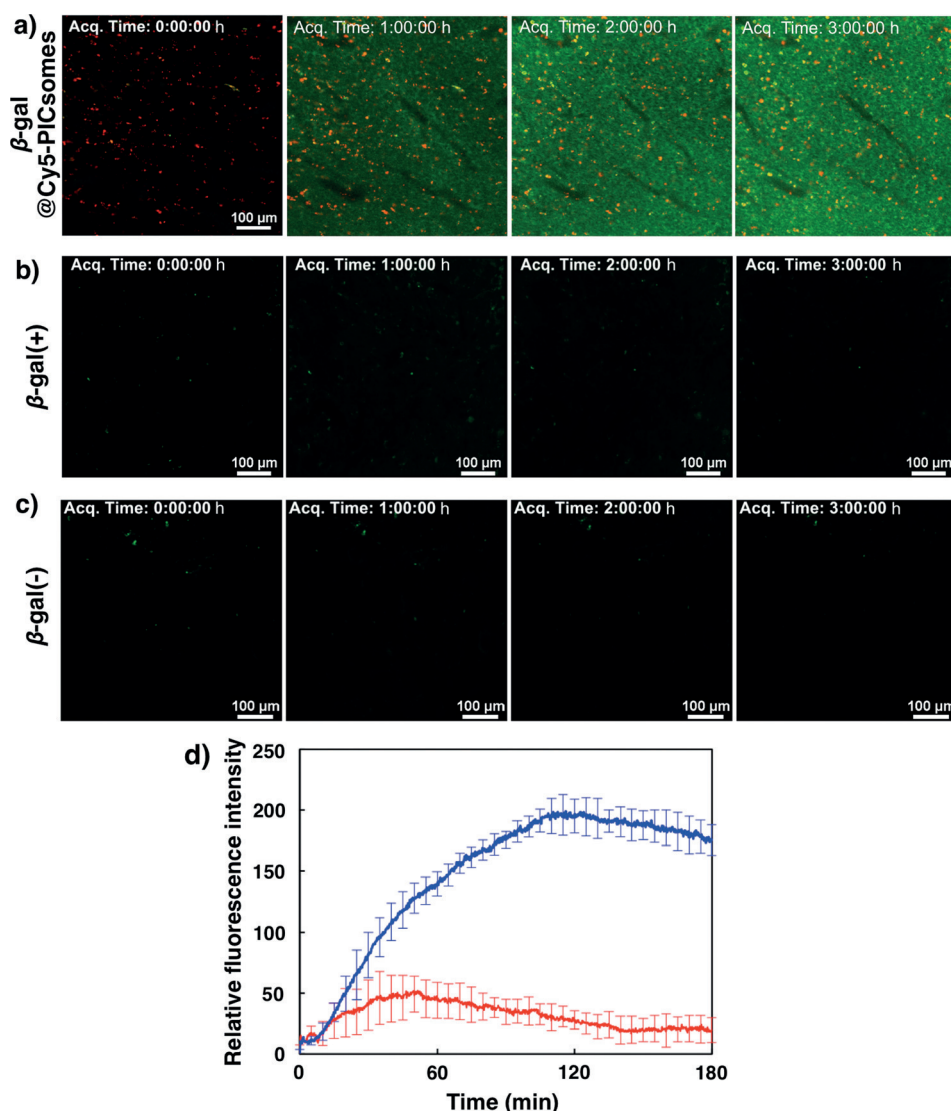 a)
β-gal
@Cy5-PICsomes
Acq. Time: 0:00:00 h
Acq. Time: 1:00:00 h
Acq. Time: 2:00:00 h
Acq. Time: 3:00:00 h
100 µm
b)
β-gal(+)
Acq. Time: 0:00:00 h
Acq. Time: 1:00:00 h
Acq. Time: 2:00:00 h
Acq. Time: 3:00:00 h
100 µm
100 µm
100 µm
100 µm
c)
β-gal(-)
Acq. Time: 0:00:00 h
Acq. Time: 1:00:00 h
Acq. Time: 2:00:00 h
Acq. Time: 3:00:00 h
100 µm
100 µm
100 µm
100 µm
d)
Relative fluorescence intensity
250
200
150
100
50
0
0
60
120
180
Time (min)